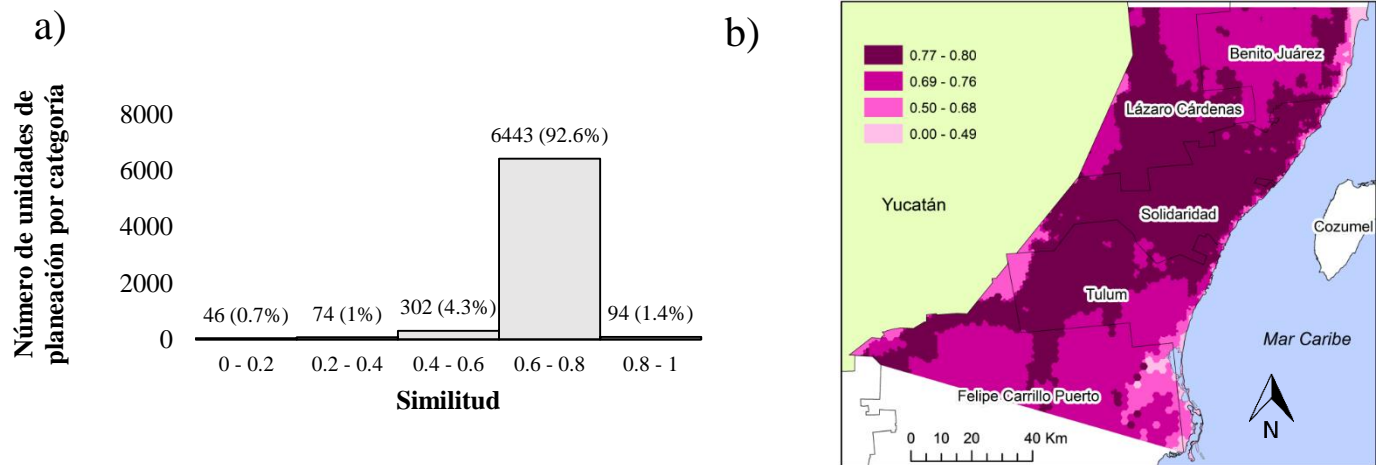 a)
Número de unidades de
planeación por categoría
8000
6000
4000
2000
0
46 (0.7%)
74 (1%)
302 (4.3%)
6443 (92.6%)
94 (1.4%)
0 - 0.2
0.2 - 0.4
0.4 - 0.6
0.6 - 0.8
0.8 - 1
Similitud
b)
0.77 - 0.80
0.69 - 0.76
0.50 - 0.68
0.00 - 0.49
Benito Juárez
Lázaro Cárdenas
Yucatán
Solidaridad
Cozumel
Tulum
Mar Caribe
Felipe Carrillo Puerto
0 10 20 40 Km
N